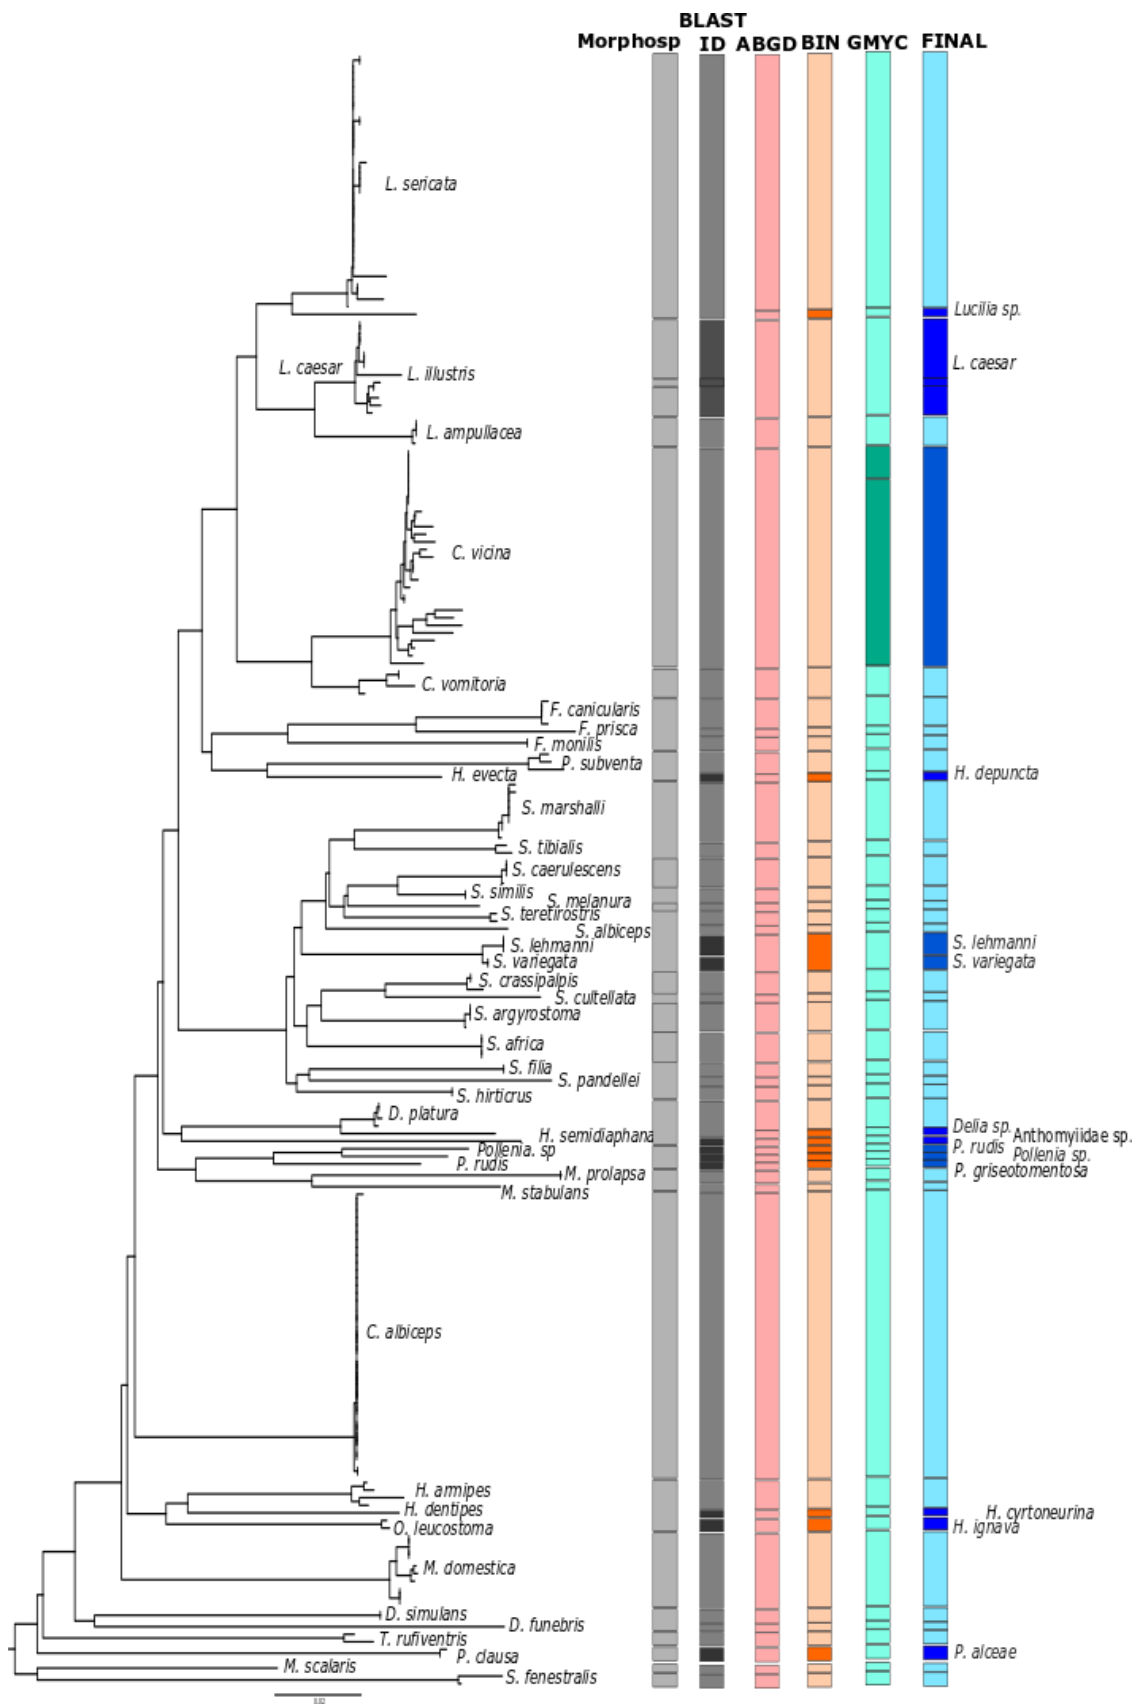 BLAST
Morphosp ID ABGD BIN GMYC FINAL
L. sericata
Lucilia sp.
L. caesar
L. caesar
L. illustris
L. ampullacea
C. vicina
C. vomitoria
F. canicularis
F. prisca
F. monilis
P. subventa
H. evecta
H. depuncta
S. marshalli
S. tibialis
S. caerulescens
S. similis
S. melanura
S. teretirostris
S. albiceps
S. lehmanni
S. lehmanni
S. variegata
S. variegata
S. crassipalpis
S. cultellata
S. argyrostoma
S. africa
S. filia
S. pandellei
S. hirticrus
D. platura
Delia sp.
H. semidiaphana
Anthomyiidae sp.
Pollenia. sp
P. rudis
Pollenia sp.
P. rudis
M. prolapsa
P. griseotomentosa
M. stabulans
C. albiceps
H. armipes
H. dentipes
H. cyrtoneurina
O. leucostoma
H. ignava
M. domestica
D. simulans
D. funebris
T. rufiventris
P. clausa
P. alceae
M. scalaris
S. fenestralis
0.02